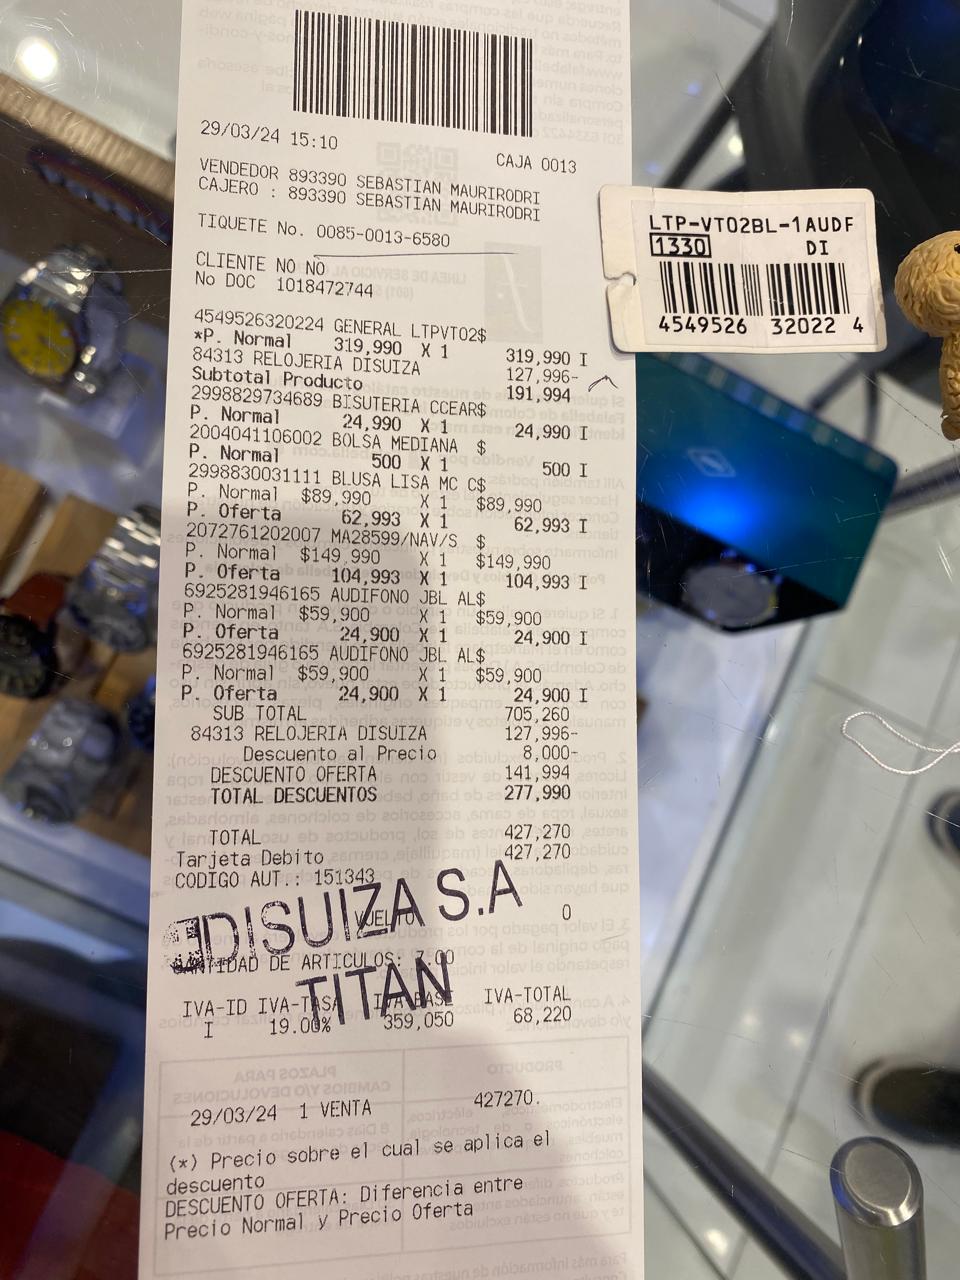 29/03/24 15:10
CAJA 0013
VENDEDOR 893390 SEBASTIAN MAURIRODRI
CAJERO : 893390 SEBASTIAN MAURIRODRI
TIQUETE No. 0085-0013-6580
CLIENTE NO NO
No DOC 1018472744
4549526320224 GENERAL LTPVTO2$
*P. Normal 319,990 X 1 319,990 I
84313 RELOJERIA DISUIZA 127,996-
Subtotal Producto 191,994
2998829734689 BISUTERIA CCEAR$
P. Normal 24,990 X 1 24,990 I
2004041106002 BOLSA MEDIANA $
P. Normal 500 X 1 500 I
2998830031111 BLUSA LISA MC C$
P. Normal $89,990 X 1 $89,990
P. Oferta 62,993 X 1 62,993 I
2072761202007 MA28599/NAV/S $
P. Normal $149,990 X 1 $149,990
P. Oferta 104,993 X 1 104,993 I
6925281946165 AUDIFONO JBL AL$
P. Normal $59,900 X 1 $59,900
P. Oferta 24,900 X 1 24,900 I
6925281946165 AUDIFONO JBL AL$
P. Normal $59,900 X 1 $59,900
P. Oferta 24,900 X 1 24,900 I
SUB TOTAL 705,260
84313 RELOJERIA DISUIZA 127,996-
Descuento al Precio 8,000-
DESCUENTO OFERTA 141,994
TOTAL DESCUENTOS 277,990
TOTAL 427,270
Tarjeta Debito 427,270
CODIGO AUT.: 151343
VUELTO 0
DISUIZA S.A
CANTIDAD DE ARTICULOS: 7.00
TITAN
IVA-ID IVA-TASA IVA-BASE IVA-TOTAL
I 19.00% 359,050 68,220
29/03/24 1 VENTA 427270.
(*) Precio sobre el cual se aplica el
descuento
DESCUENTO OFERTA: Diferencia entre
Precio Normal y Precio Oferta
LTP-VT02BL-1AUDF
1330 DI
4549526 32022 4